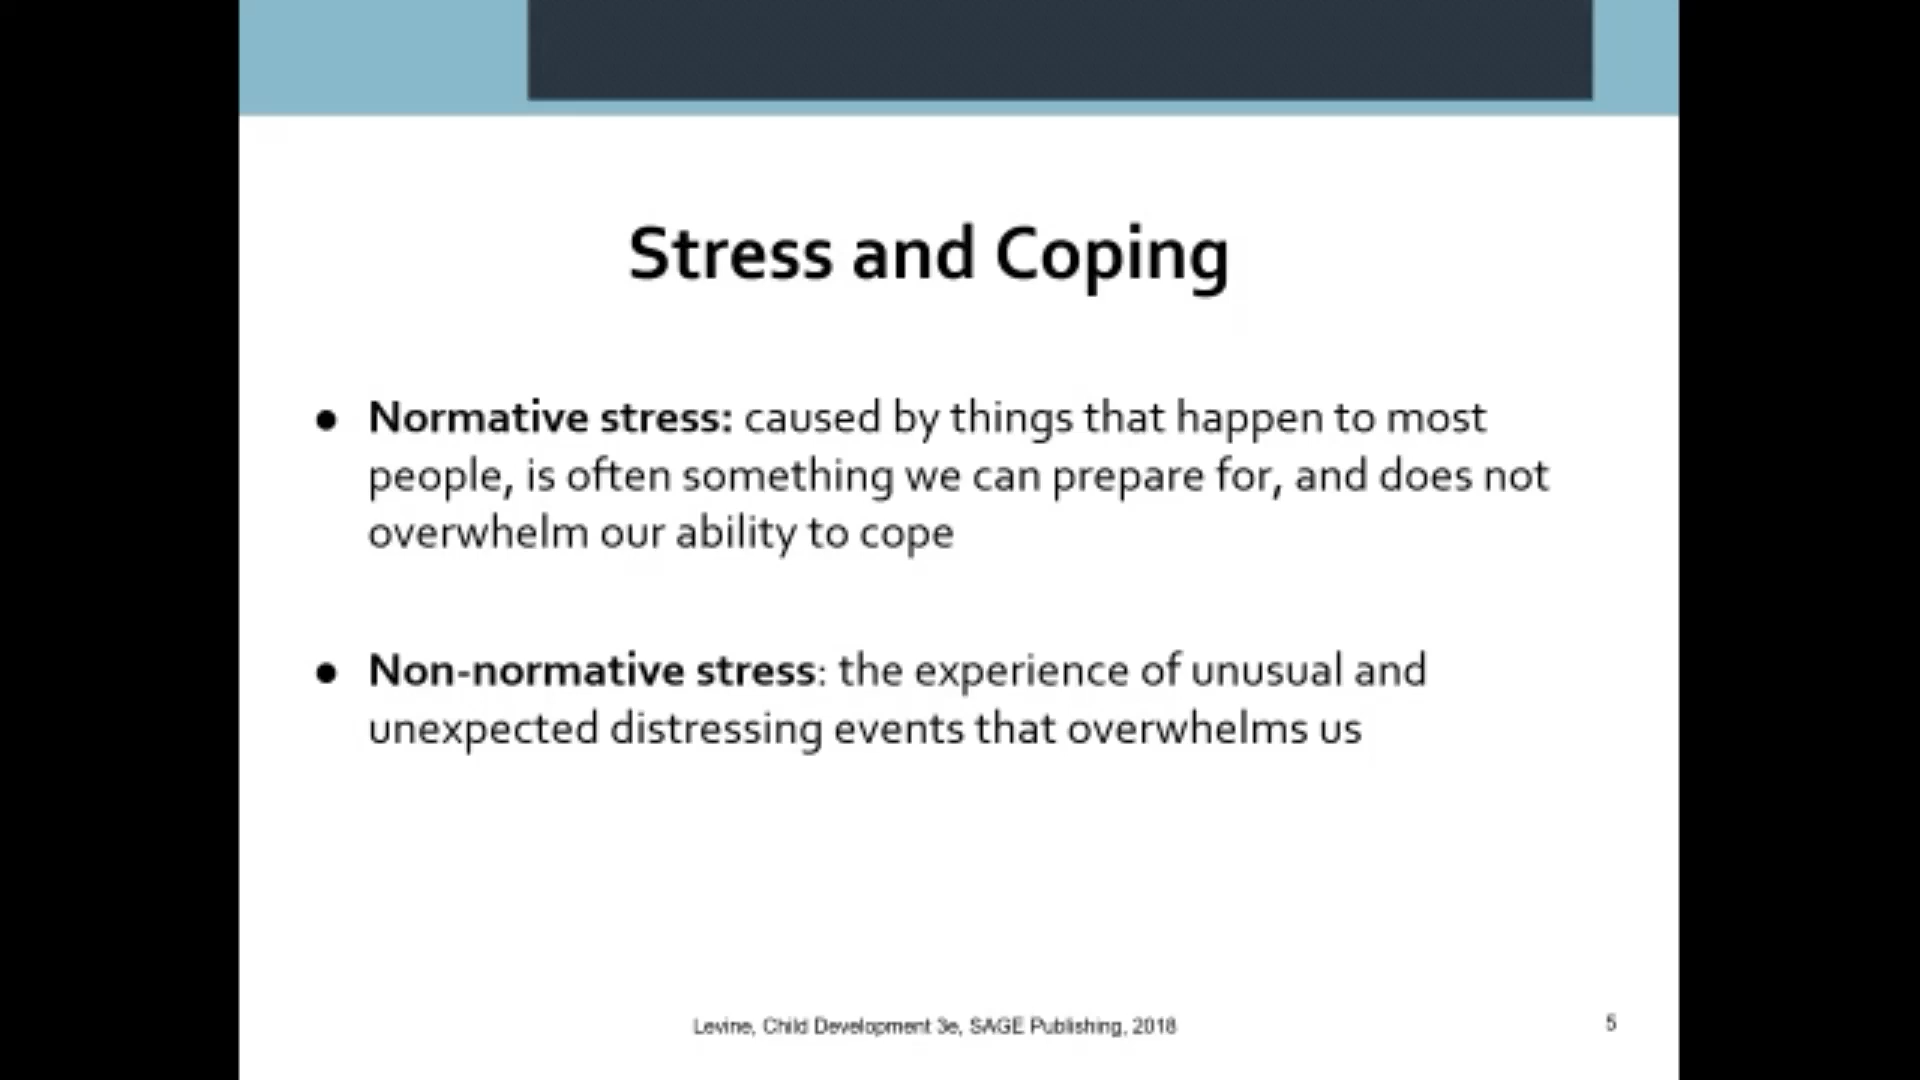 Stress and Coping
● Normative stress: caused by things that happen to most
people, is often something we can prepare for, and does not
overwhelm our ability to cope
● Non-normative stress: the experience of unusual and
unexpected distressing events that overwhelms us
Levine, Child Development 3e, SAGE Publishing, 2018
5